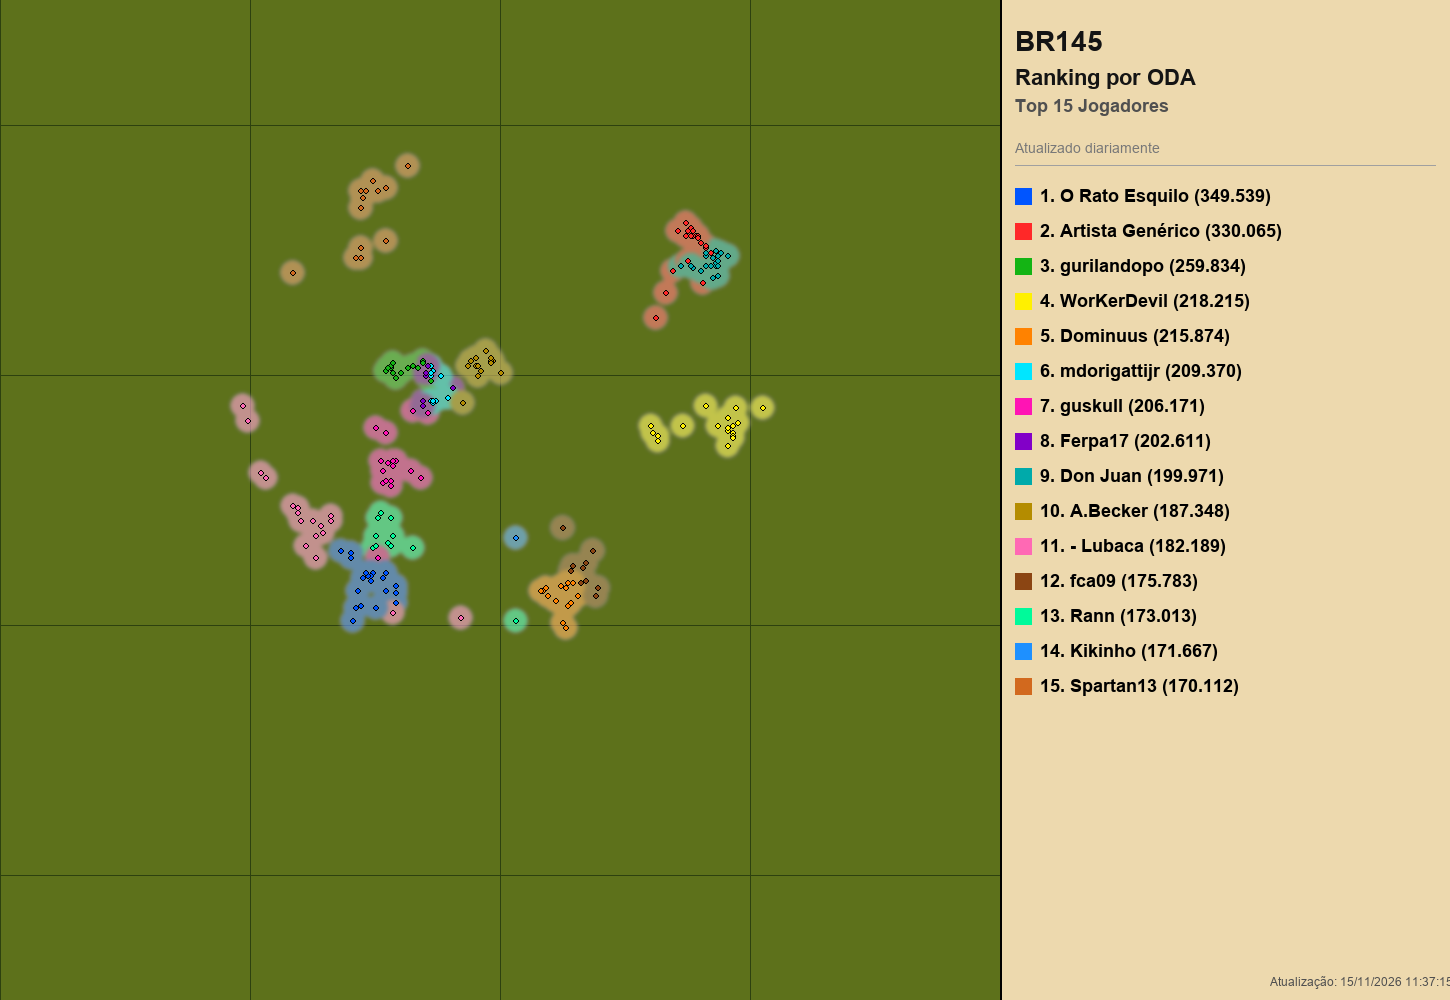 BR145
Ranking por ODA
Top 15 Jogadores
Atualizado diariamente
1. O Rato Esquilo (349.539)
2. Artista Genérico (330.065)
3. gurilandopo (259.834)
4. WorKerDevil (218.215)
5. Dominuus (215.874)
6. mdorigattijr (209.370)
7. guskull (206.171)
8. Ferpa17 (202.611)
9. Don Juan (199.971)
10. A.Becker (187.348)
11. - Lubaca (182.189)
12. fca09 (175.783)
13. Rann (173.013)
14. Kikinho (171.667)
15. Spartan13 (170.112)
Atualização: 15/11/2026 11:37:15